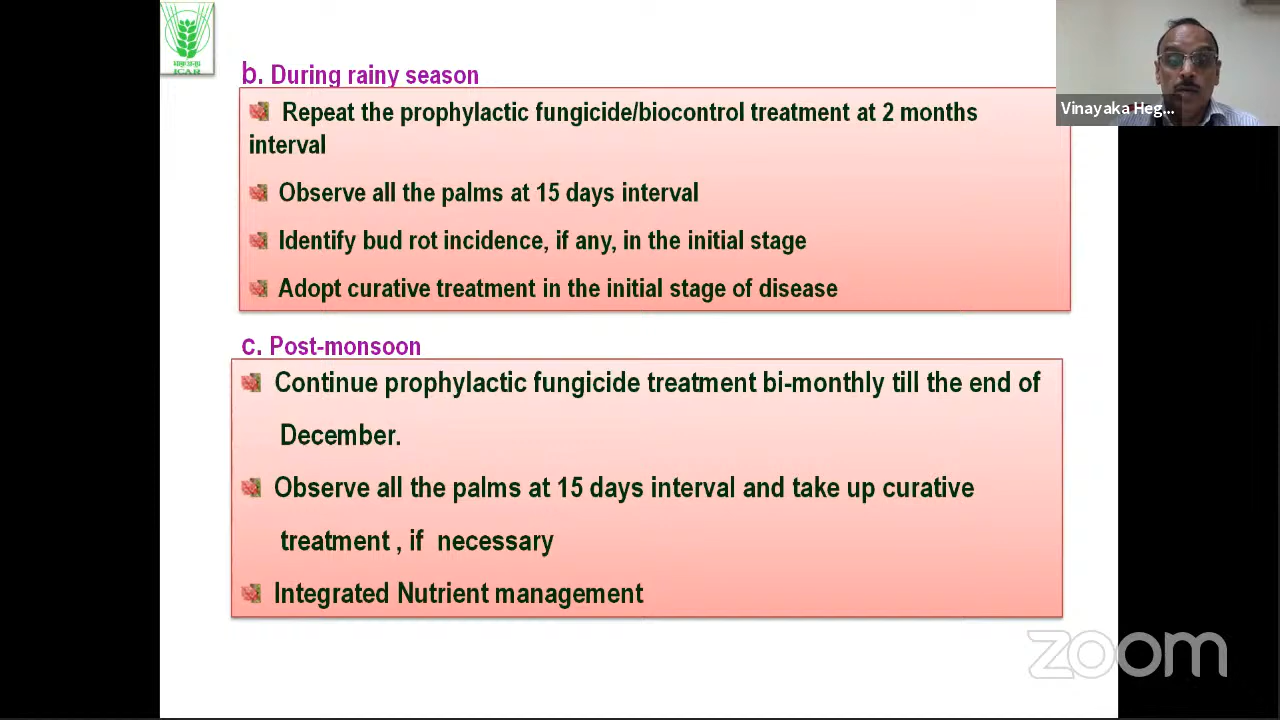 b. During rainy season
Repeat the prophylactic fungicide/biocontrol treatment at 2 months
interval
Observe all the palms at 15 days interval
Identify bud rot incidence, if any, in the initial stage
Adopt curative treatment in the initial stage of disease
c. Post-monsoon
Continue prophylactic fungicide treatment bi-monthly till the end of
December.
Observe all the palms at 15 days interval and take up curative
treatment , if necessary
Integrated Nutrient management
ICAR
Vinayaka Heg...
zoom